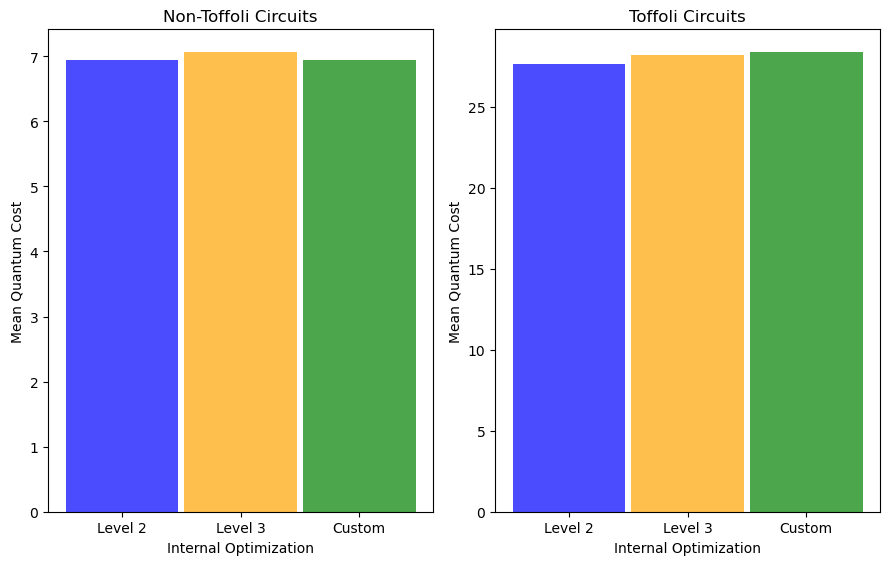 Non-Toffoli Circuits
Mean Quantum Cost
7
6
5
4
3
2
1
0
Level 2
Level 3
Custom
Internal Optimization
Toffoli Circuits
Mean Quantum Cost
25
20
15
10
5
0
Level 2
Level 3
Custom
Internal Optimization